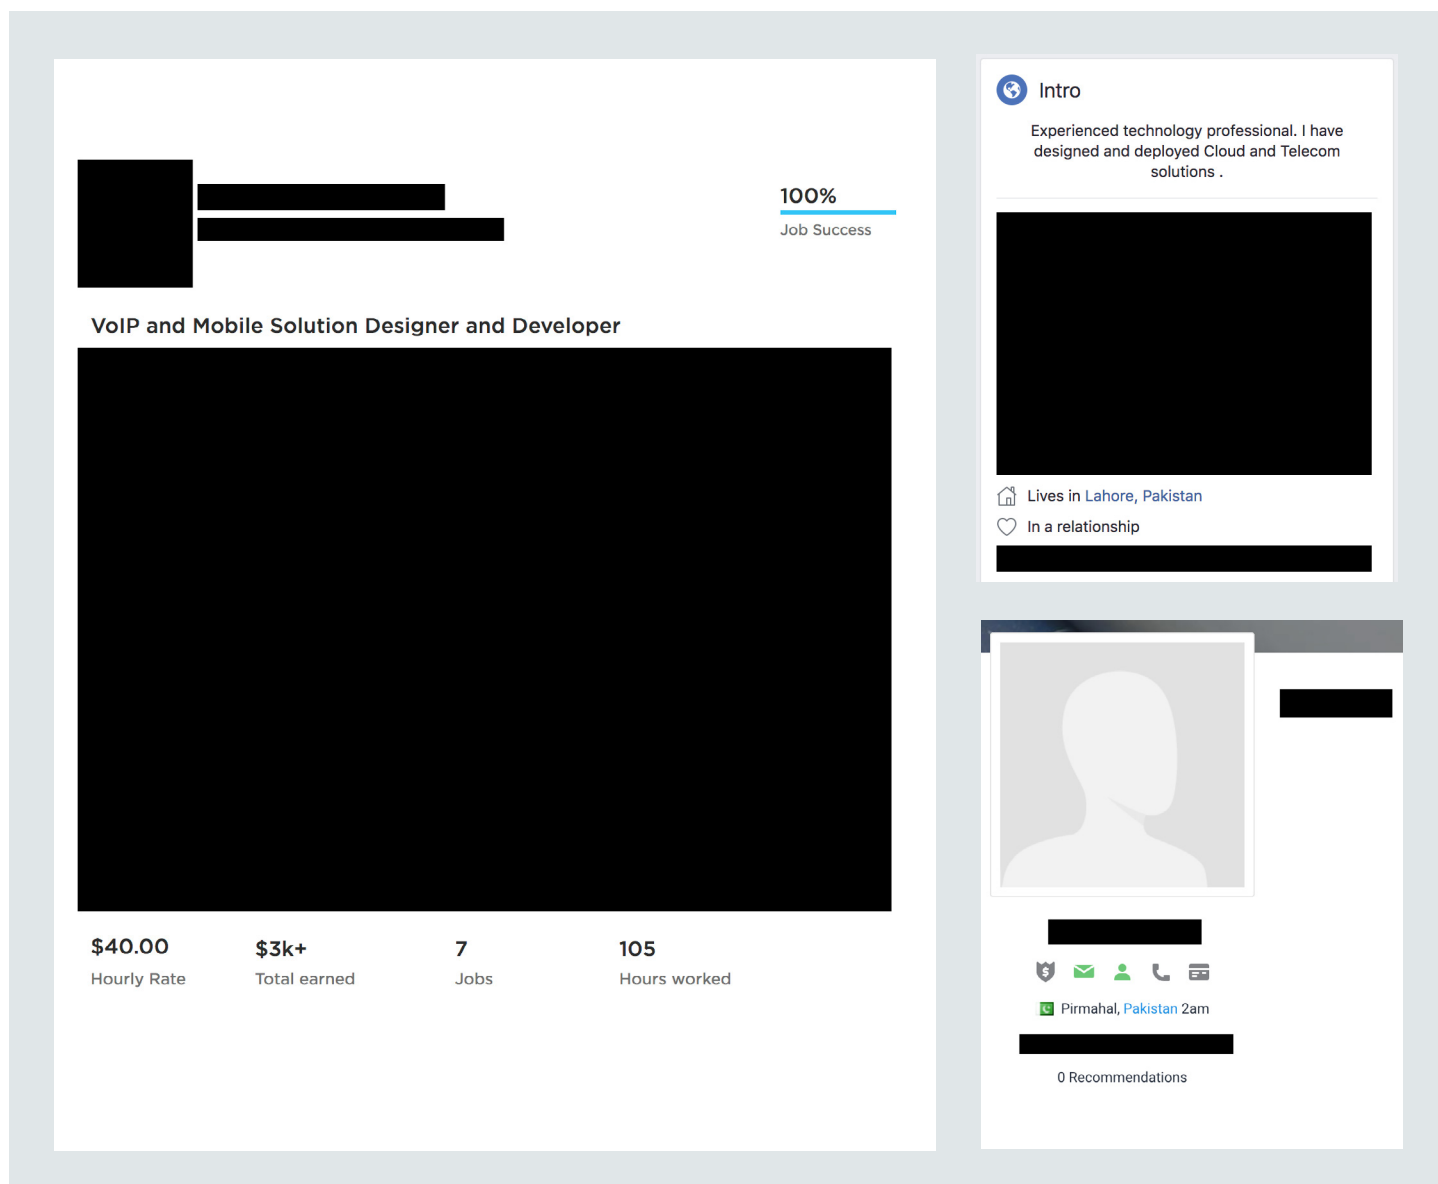 100%
Job Success
VoIP and Mobile Solution Designer and Developer
$40.00
Hourly Rate
$3k+
Total earned
7
Jobs
105
Hours worked
Intro
Experienced technology professional. I have
designed and deployed Cloud and Telecom
solutions .
Lives in Lahore, Pakistan
In a relationship
Pirmahal, Pakistan 2am
0 Recommendations